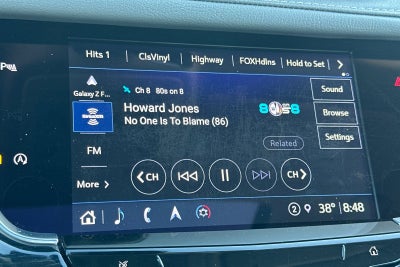 Hits 1 ClsVinyl Highway FOXHdlns Hold to Set
Galaxy Z F... Ch 8 80s on 8 Sound
Howard Jones
No One Is To Blame (86)
Browse
Settings
Related
FM
More
CH CH
2 38° 8:48